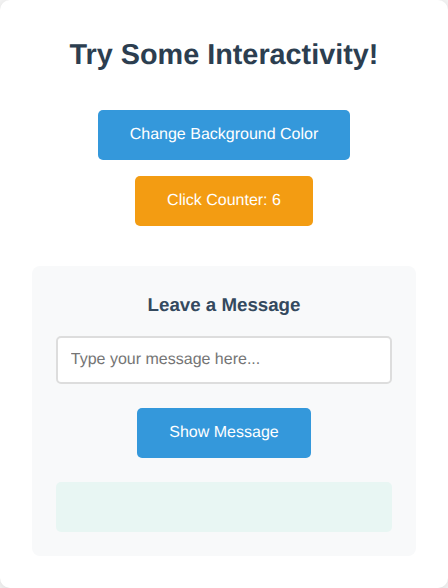 Try Some Interactivity!
Change Background Color
Click Counter: 6
Leave a Message
Type your message here...
Show Message